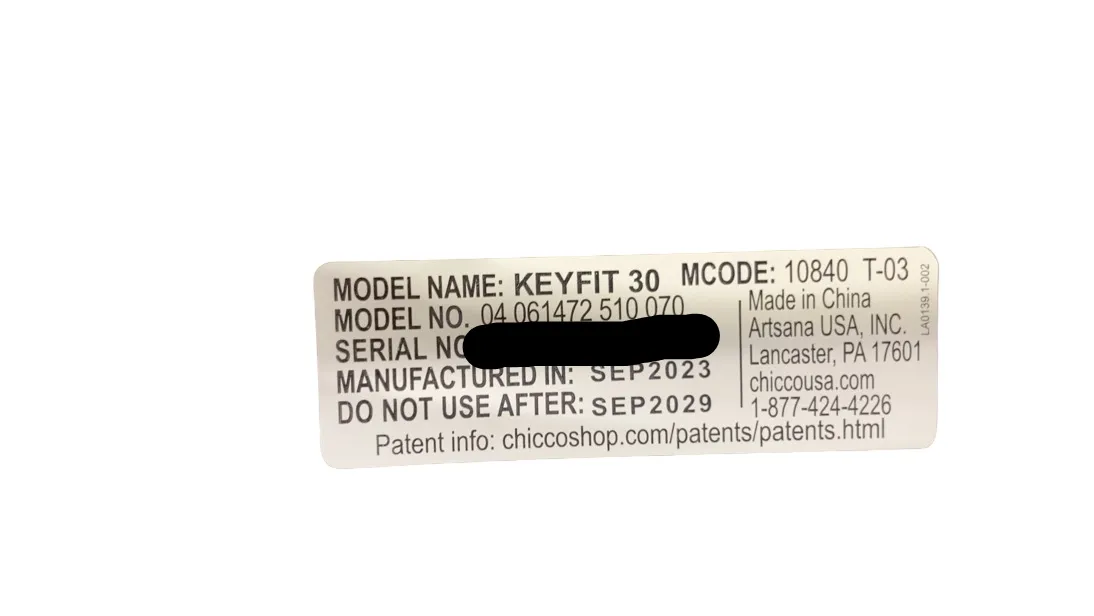 MODEL NAME: KEYFIT 30 MCODE: 10840 T-03
MODEL NO. 04 061472 510 070
SERIAL NO
MANUFACTURED IN: SEP2023
DO NOT USE AFTER: SEP2029
Made in China
Artsana USA, INC.
Lancaster, PA 17601
chiccousa.com
1-877-424-4226
LA0139.1-002
Patent info: chiccoshop.com/patents/patents.html